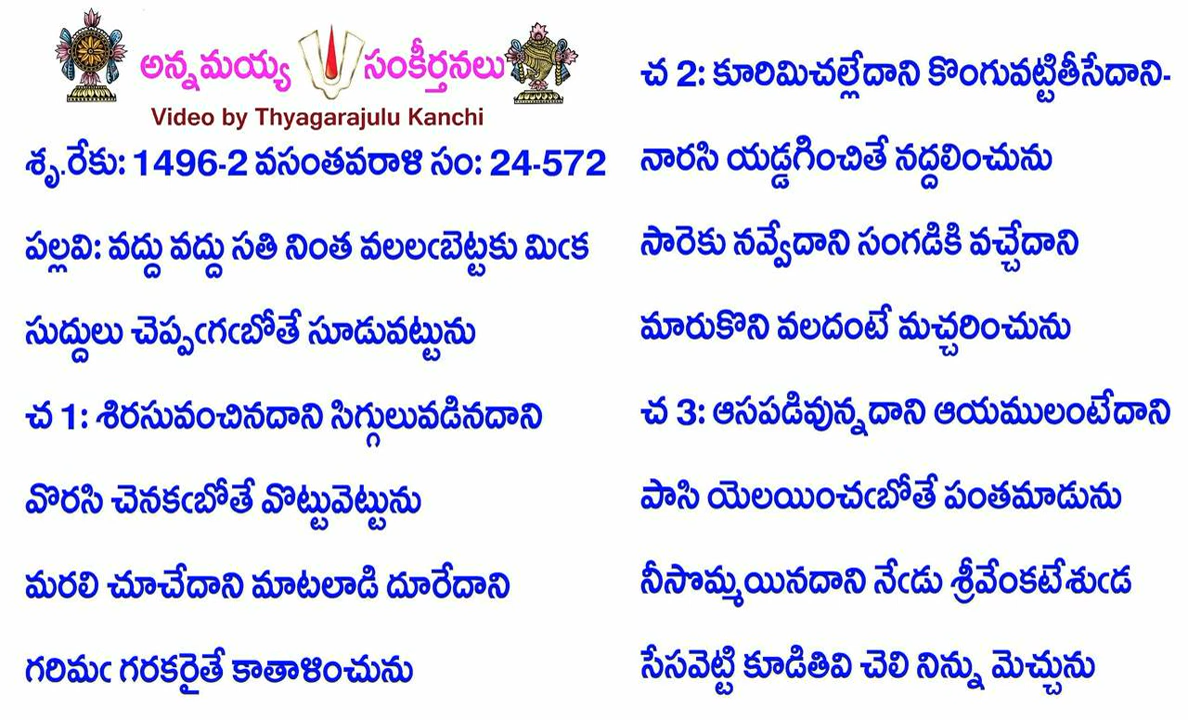 అన్నమయ్య సంకీర్తనలు
Video by Thyagarajulu Kanchi
శృ.రేకు: 1496-2 వసంతవరాళి సం: 24-572
పల్లవి: వద్దు వద్దు సతి నింత వలలఁబెట్టకు మిఁక
సుద్దులు చెప్పఁగఁబోతే సూడువట్టును
చ 1: శిరసువంచినదాని సిగ్గులువడినదాని
వొరసి చెనకఁబోతే వొట్టువెట్టును
మరలి చూచేదాని మాటలాడి దూరేదాని
గరిమఁ గరకరైతే కాతాళించును
చ 2: కూరిమిచల్లేదాని కొంగువట్టితీసేదాని-
నారసి యడ్డగించితే నద్దలించును
సారెకు నవ్వేదాని సంగడికి వచ్చేదాని
మారుకొని వలదంటే మచ్చరించును
చ 3: ఆసపడివున్నదాని ఆయములంటేదాని
పాసి యెలయించఁబోతే పంతమాడును
నీసొమ్మయినదాని నేఁడు శ్రీవేంకటేశుఁడ
సేసవెట్టి కూడితివి చెలి నిన్ను మెచ్చును